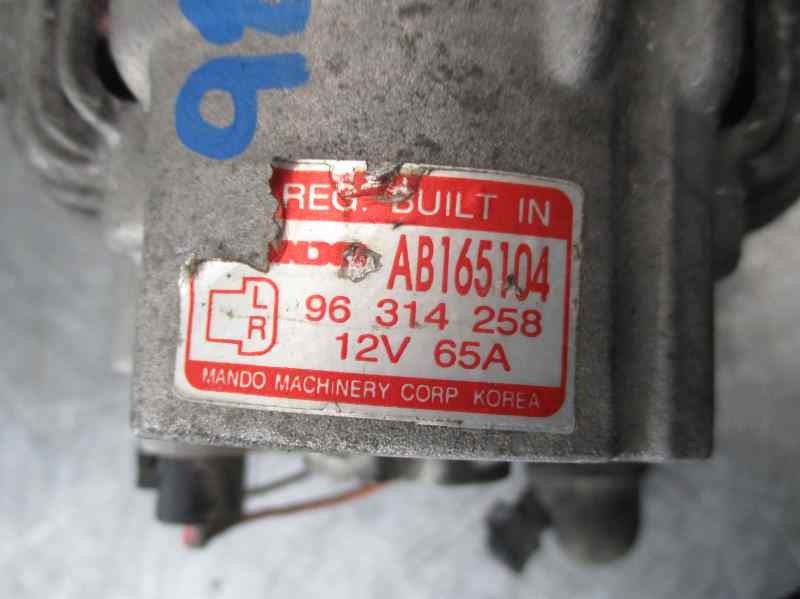 REG. BUILT IN
AB165104
L
R
96 314 258
12V 65A
MANDO MACHINERY CORP KOREA